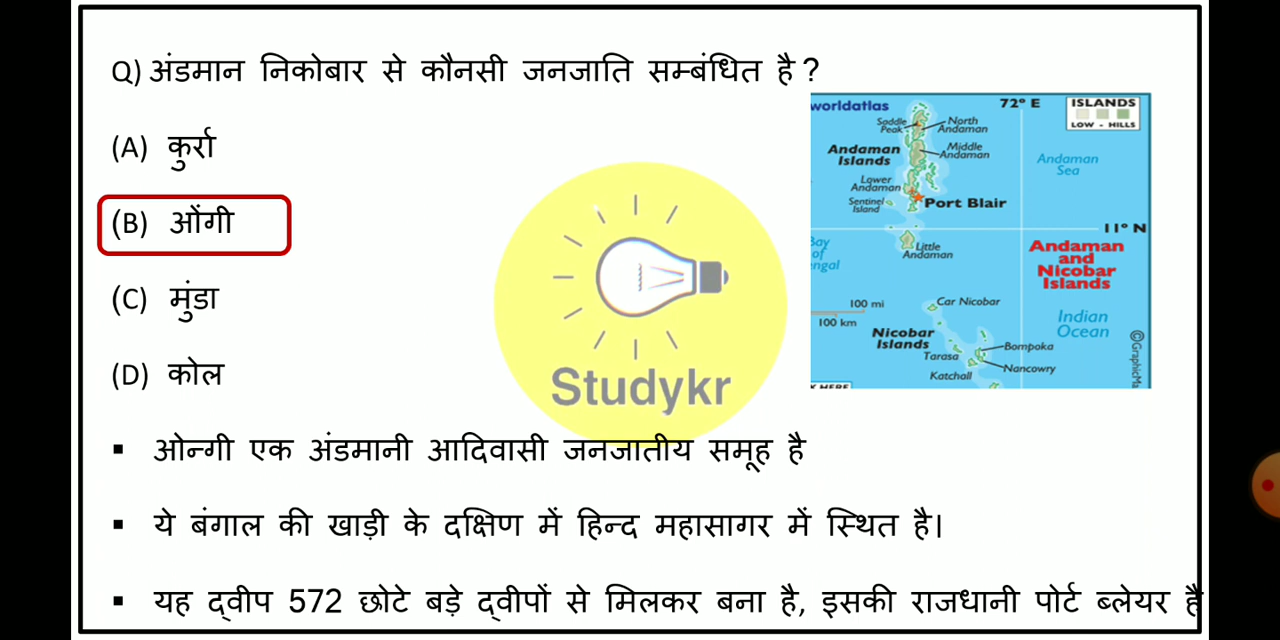 Q) अंडमान निकोबार से कौनसी जनजाति सम्बंधित है ?
(A) कुर्रा
(B) ओंगी
(C) मुंडा
(D) कोल
worldatlas
72° E
ISLANDS
LOW - HILLS
Saddle Peak
North Andaman
Andaman Islands
Middle Andaman
Andaman Sea
Lower Andaman
Sentinel Island
Port Blair
11° N
Bay of
ngal
Little Andaman
Andaman and Nicobar Islands
100 mi
100 km
Car Nicobar
Indian Ocean
Nicobar Islands
Bompoka
Tarasa
Nancowry
Katchall
K HERE
©GraphicMa
Studykr
▪ ओन्गी एक अंडमानी आदिवासी जनजातीय समूह है
▪ ये बंगाल की खाड़ी के दक्षिण में हिन्द महासागर में स्थित है।
▪ यह द्वीप 572 छोटे बड़े द्वीपों से मिलकर बना है, इसकी राजधानी पोर्ट ब्लेयर है